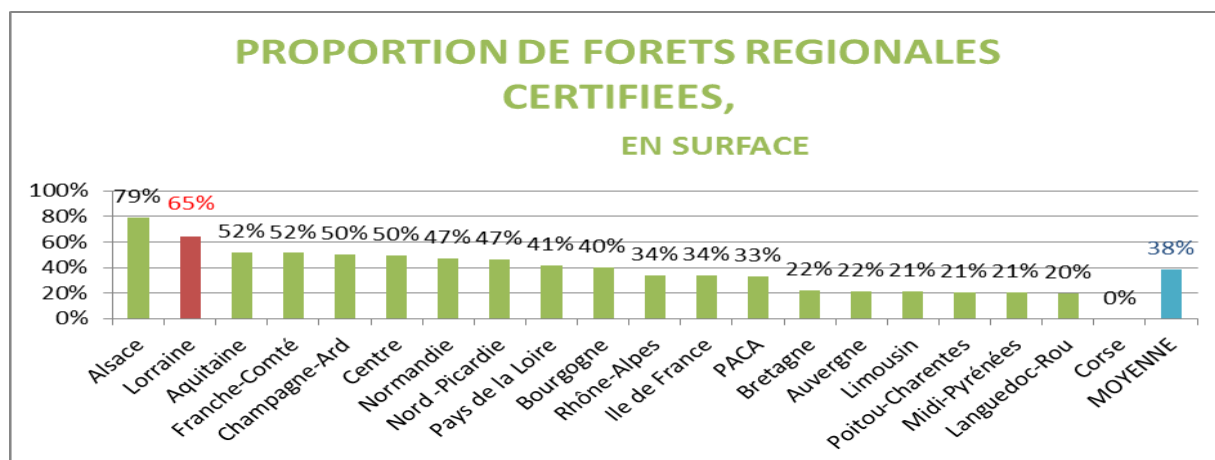 PROPORTION DE FORETS REGIONALES
CERTIFIEES,
EN SURFACE
100%
80%
60%
40%
20%
0%
79%
65%
52%
52%
50%
50%
47%
47%
41%
40%
34%
34%
33%
22%
22%
21%
21%
21%
20%
0%
38%
Alsace
Lorraine
Aquitaine
Franche-Comté
Champagne-Ard
Centre
Normandie
Nord -Picardie
Pays de la Loire
Bourgogne
Rhône-Alpes
Ile de France
PACA
Bretagne
Auvergne
Limousin
Poitou-Charentes
Midi-Pyrénées
Languedoc-Rou
Corse
MOYENNE